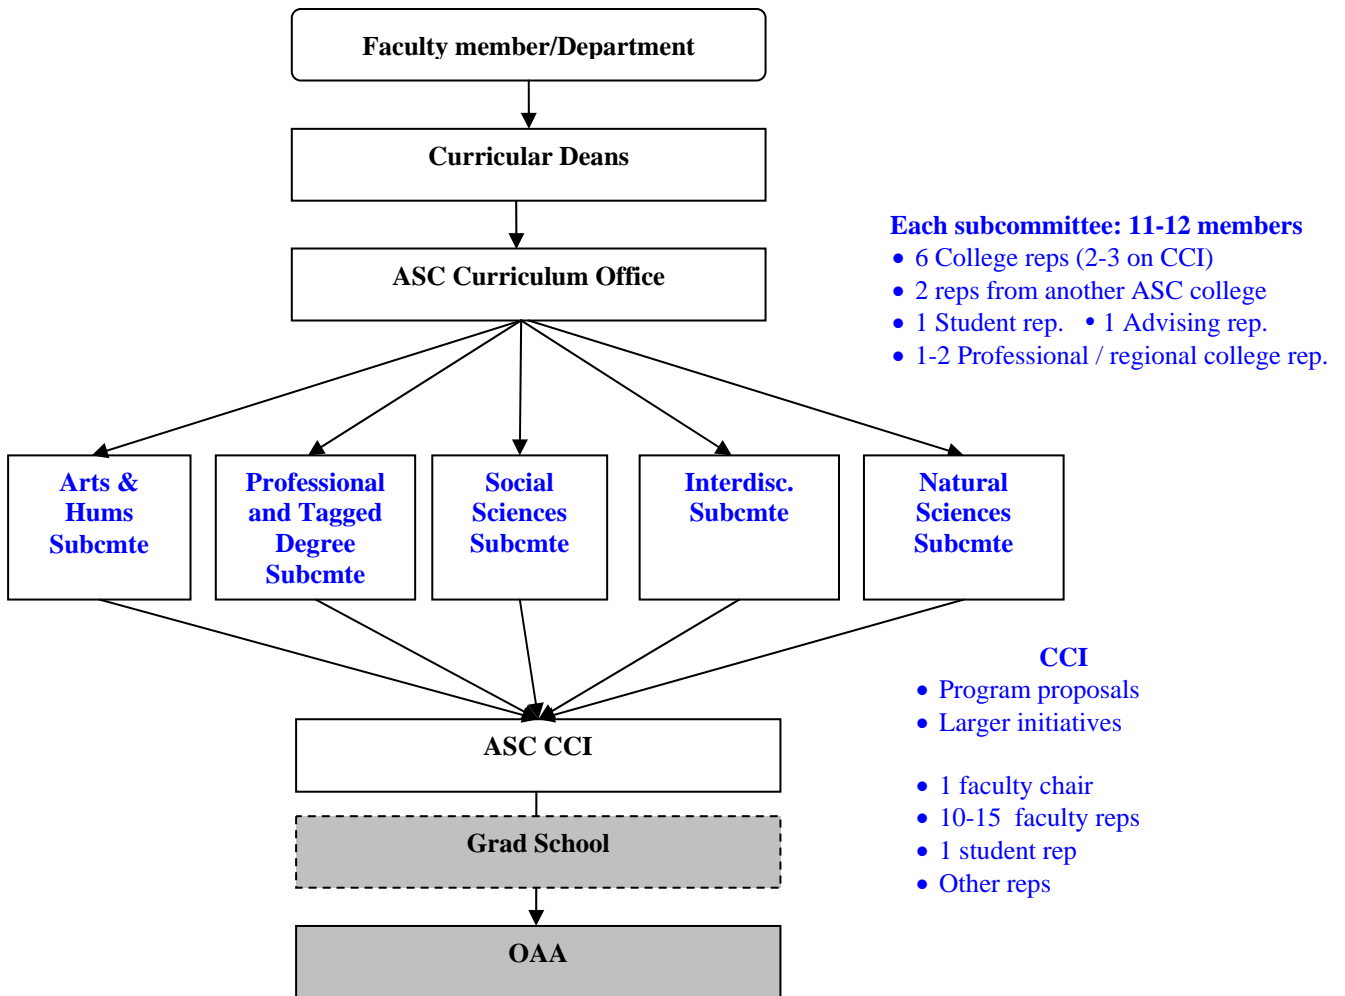 Faculty member/Department
Curricular Deans
ASC Curriculum Office
Each subcommittee: 11-12 members
• 6 College reps (2-3 on CCI)
• 2 reps from another ASC college
• 1 Student rep. • 1 Advising rep.
• 1-2 Professional / regional college rep.
Arts &
Hums
Subcmte
Professional
and Tagged
Degree
Subcmte
Social
Sciences
Subcmte
Interdisc.
Subcmte
Natural
Sciences
Subcmte
CCI
• Program proposals
• Larger initiatives
• 1 faculty chair
• 10-15 faculty reps
• 1 student rep
• Other reps
ASC CCI
Grad School
OAA